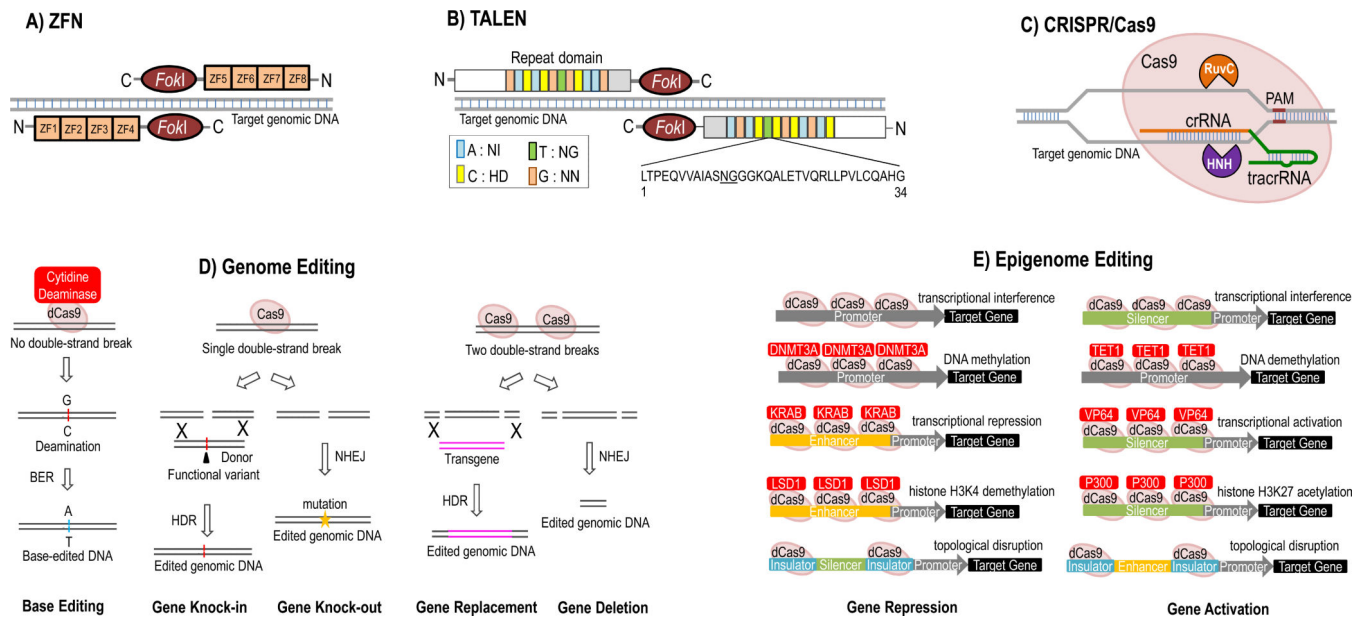 A) ZFN
C
FokI
ZF5 ZF6 ZF7 ZF8
N
Target genomic DNA
N
ZF1 ZF2 ZF3 ZF4
FokI
C
B) TALEN
Repeat domain
N
FokI
C
Target genomic DNA
FokI
N
A : NI
T : NG
C : HD
G : NN
LTPEQVVAIASNGGGKQALETVQRLLPVLCQAHG
1
34
C) CRISPR/Cas9
Cas9
RuvC
PAM
crRNA
Target genomic DNA
HNH
tracrRNA
D) Genome Editing
Cytidine
Deaminase
dCas9
No double-strand break
G
C
Deamination
BER
A
T
Base-edited DNA
Base Editing
Cas9
Single double-strand break
X X
Donor
Functional variant
HDR
Edited genomic DNA
Gene Knock-in
NHEJ
mutation
Edited genomic DNA
Gene Knock-out
Cas9 Cas9
Two double-strand breaks
X X
Transgene
HDR
Edited genomic DNA
Gene Replacement
NHEJ
Edited genomic DNA
Gene Deletion
E) Epigenome Editing
dCas9 dCas9 dCas9
transcriptional interference
Promoter
Target Gene
DNMT3A DNMT3A DNMT3A
dCas9 dCas9 dCas9
DNA methylation
Promoter
Target Gene
KRAB KRAB KRAB
dCas9 dCas9 dCas9
transcriptional repression
Enhancer
Promoter
Target Gene
LSD1 LSD1 LSD1
dCas9 dCas9 dCas9
histone H3K4 demethylation
Enhancer
Promoter
Target Gene
dCas9 dCas9
topological disruption
Insulator Silencer Insulator Promoter
Target Gene
Gene Repression
dCas9 dCas9 dCas9
transcriptional interference
Silencer
Promoter
Target Gene
TET1 TET1 TET1
dCas9 dCas9 dCas9
DNA demethylation
Promoter
Target Gene
VP64 VP64 VP64
dCas9 dCas9 dCas9
transcriptional activation
Silencer
Promoter
Target Gene
P300 P300 P300
dCas9 dCas9 dCas9
histone H3K27 acetylation
Silencer
Promoter
Target Gene
dCas9 dCas9
topological disruption
Insulator Enhancer Insulator Promoter
Target Gene
Gene Activation